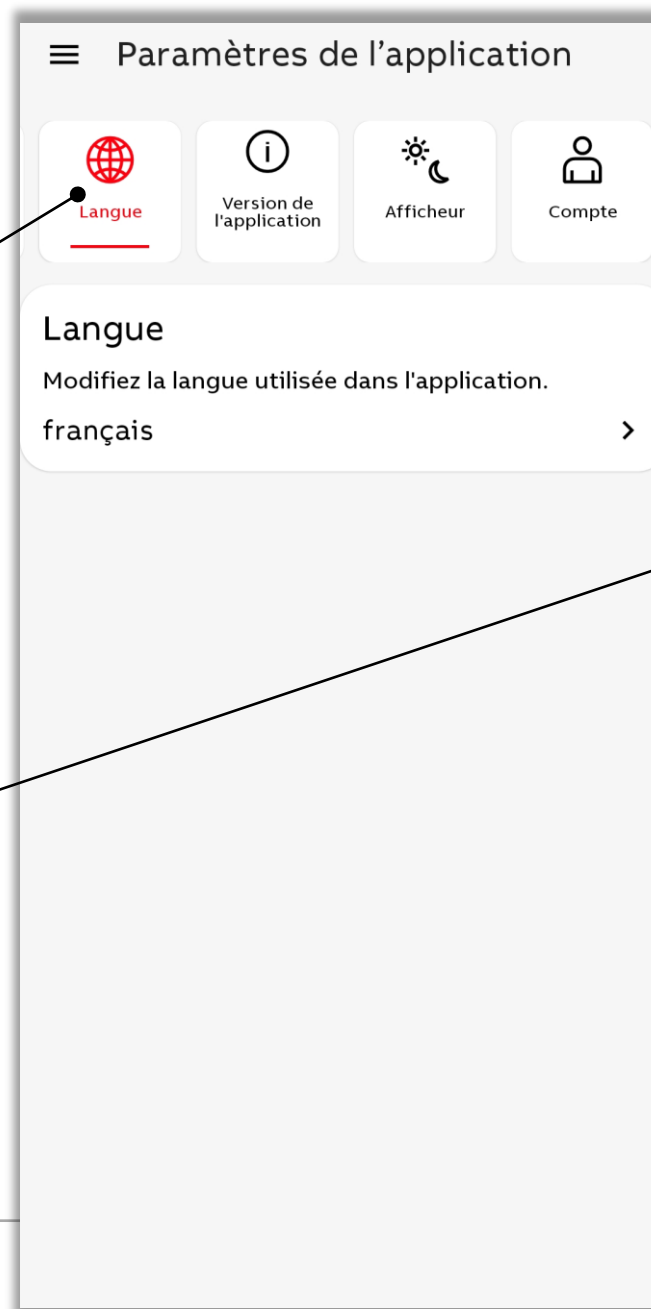 Paramètres de l’application
Langue
Version de
l'application
Afficheur
Compte
Langue
Modifiez la langue utilisée dans l'application.
français